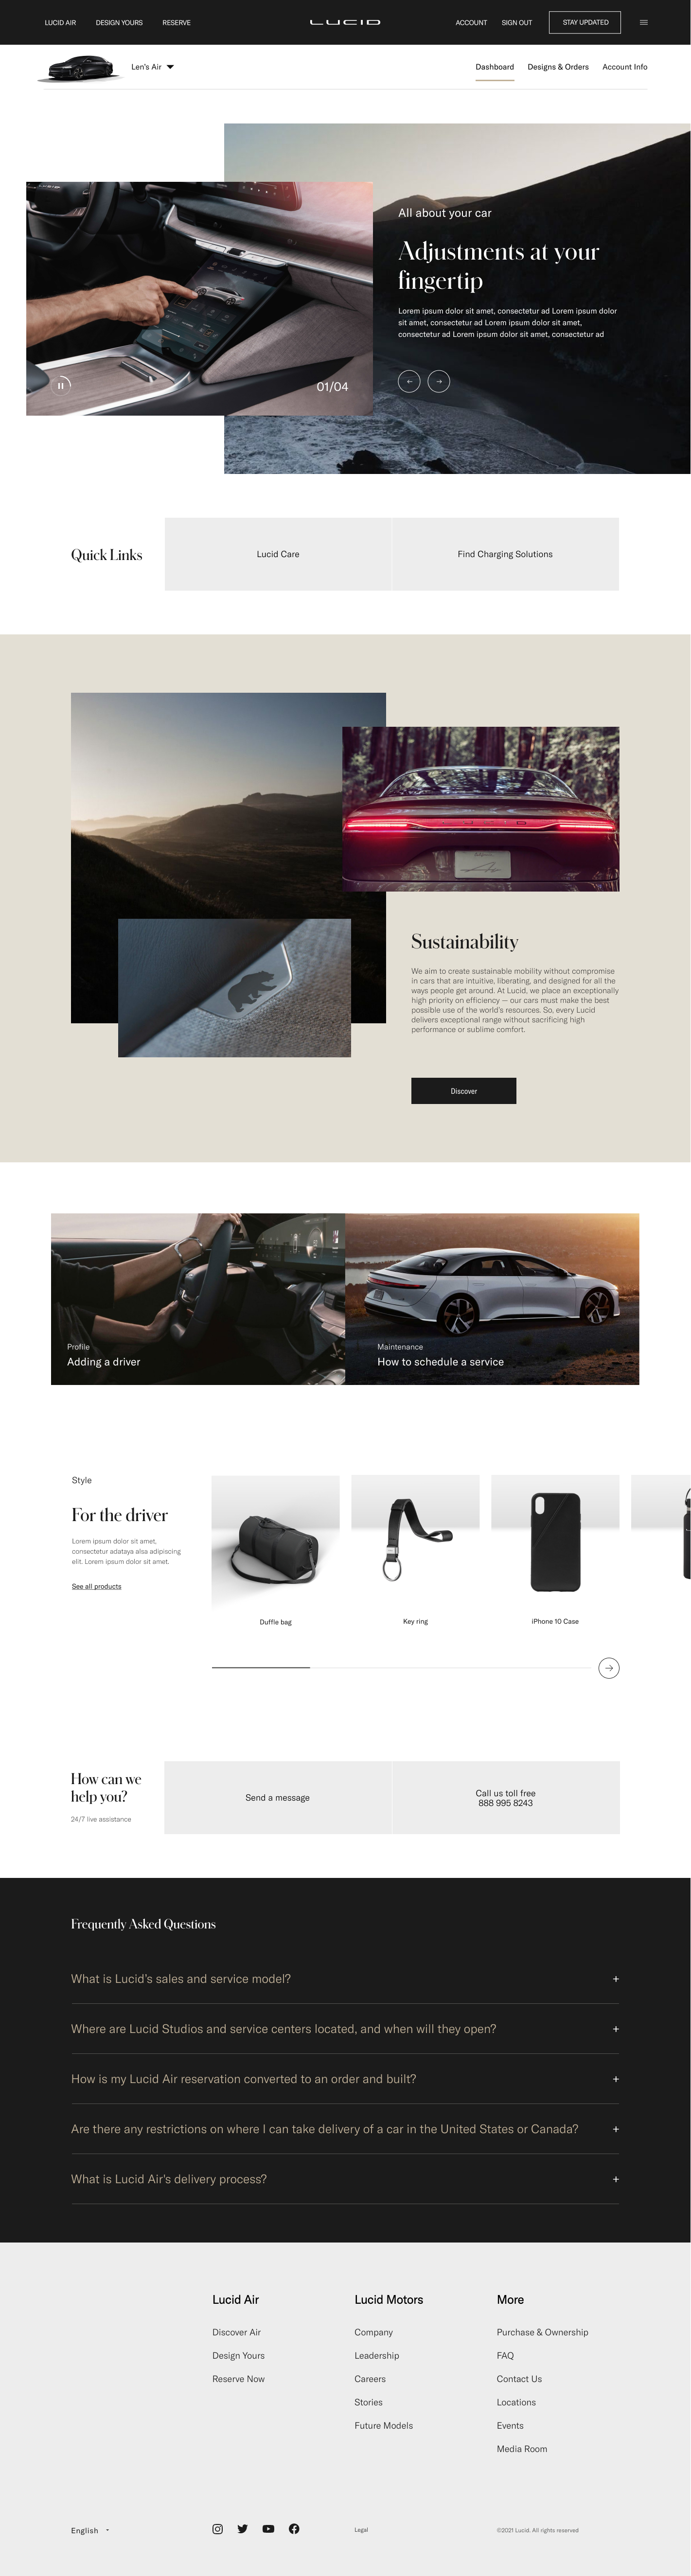 LUCID AIR DESIGN YOURS RESERVE LUCID ACCOUNT SIGN OUT STAY UPDATED
Len's Air Dashboard Designs & Orders Account Info
All about your car
Adjustments at your
fingertip
Lorem ipsum dolor sit amet, consectetur ad Lorem ipsum dolor
sit amet, consectetur ad Lorem ipsum dolor sit amet,
consectetur ad Lorem ipsum dolor sit amet, consectetur ad
01/04
Quick Links
Lucid Care
Find Charging Solutions
LUCID
Sustainability
We aim to create sustainable mobility without compromise
in cars that are intuitive, liberating, and designed for all the
ways people get around. At Lucid, we place an exceptionally
high priority on efficiency — our cars must make the best
possible use of the world's resources. So, every Lucid
delivers exceptional range without sacrificing high
performance or sublime comfort.
Discover
Profile
Adding a driver
Maintenance
How to schedule a service
Style
For the driver
Lorem ipsum dolor sit amet,
consectetur adataya alsa adipiscing
elit. Lorem ipsum dolor sit amet.
See all products
Duffle bag
Key ring
iPhone 10 Case
How can we
help you?
24/7 live assistance
Send a message
Call us toll free
888 995 8243
Frequently Asked Questions
What is Lucid's sales and service model? +
Where are Lucid Studios and service centers located, and when will they open? +
How is my Lucid Air reservation converted to an order and built? +
Are there any restrictions on where I can take delivery of a car in the United States or Canada? +
What is Lucid Air's delivery process? +
Lucid Air
Discover Air
Design Yours
Reserve Now
Lucid Motors
Company
Leadership
Careers
Stories
Future Models
More
Purchase & Ownership
FAQ
Contact Us
Locations
Events
Media Room
English
Legal
©2021 Lucid. All rights reserved